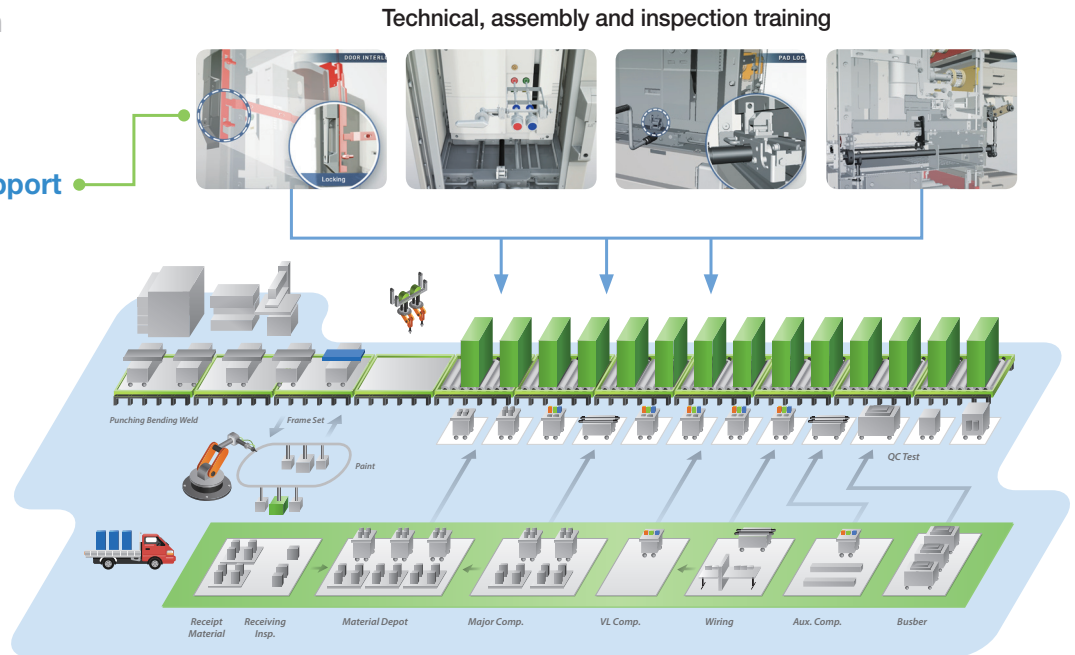 Technical, assembly and inspection training
DOOR INTERL
Locking
PAD LOC
pport
Punching Bending Weld
Frame Set
Paint
QC Test
Receipt
Material
Receiving
Insp.
Material Depot
Major Comp.
VL Comp.
Wiring
Aux. Comp.
Busber